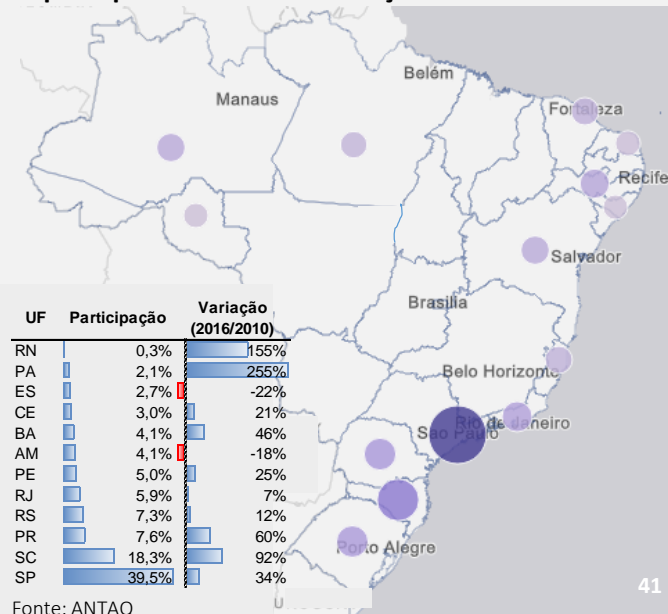 Belém
Manaus
Fortaleza
Recife
Salvador
Brasilia
Belo Horizonte
Rio de Janeiro
Sao Paulo
Porto Alegre
UF Participação Variação (2016/2010)
RN 0,3% 155%
PA 2,1% 255%
ES 2,7% -22%
CE 3,0% 21%
BA 4,1% 46%
AM 4,1% -18%
PE 5,0% 25%
RJ 5,9% 7%
RS 7,3% 12%
PR 7,6% 60%
SC 18,3% 92%
SP 39,5% 34%
41
Fonte: ANTAQ